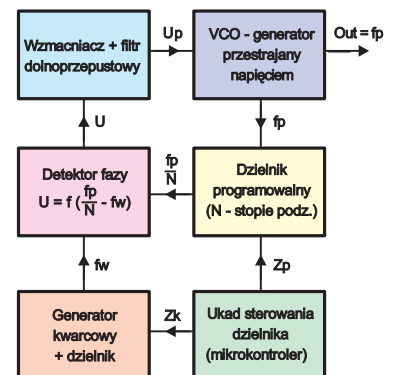 Wzmacniacz + filtr
dolnoprzepustowy
Up
VCO - generator
przestrajany
napięciem
Out = fp
U
fp
Detektor fazy
U = f ( fp/N - fw)
fp
N
Dzielnik
programowalny
(N - stopie podz.)
fw
Zp
Generator
kwarcowy
+ dzielnik
Zk
Ukad sterowania
dzielnika
(mikrokontroler)